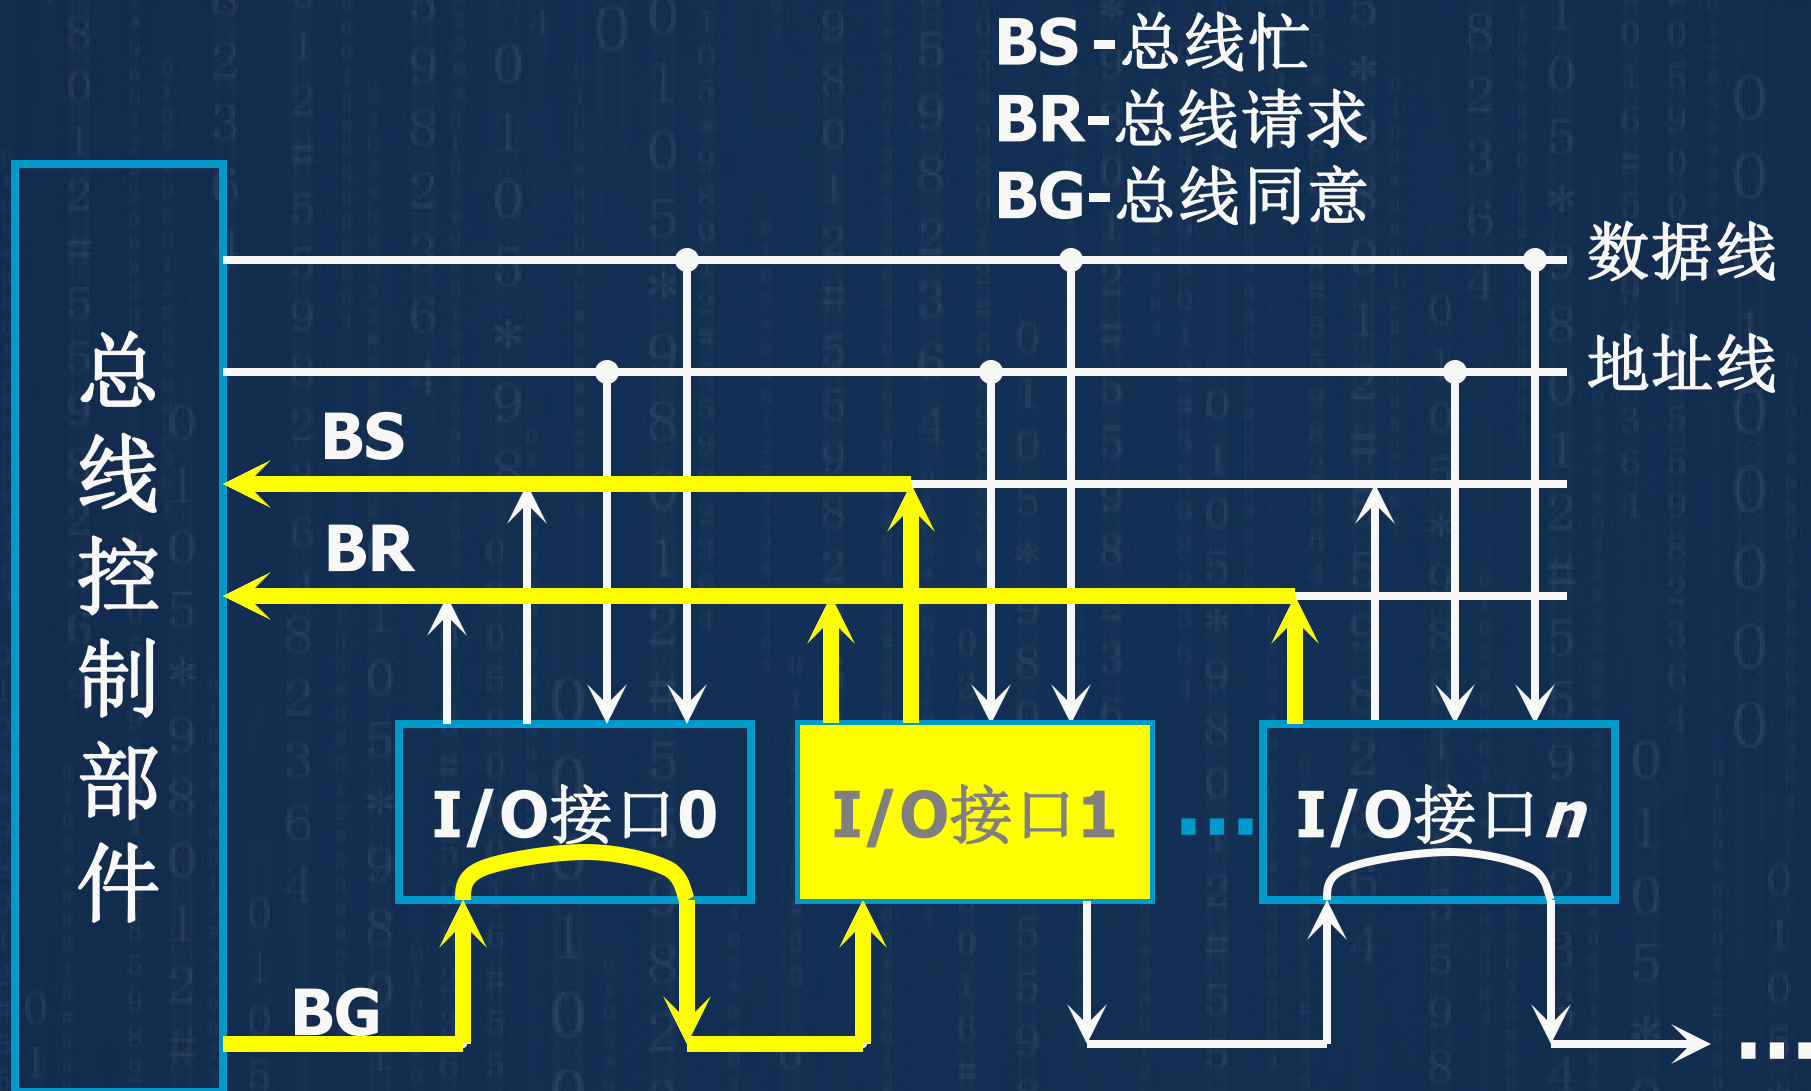 BS-总线忙
BR-总线请求
BG-总线同意
数据线
地址线
总线控制部件
BS
BR
I/O接口0
I/O接口1
...
I/O接口n
BG
...